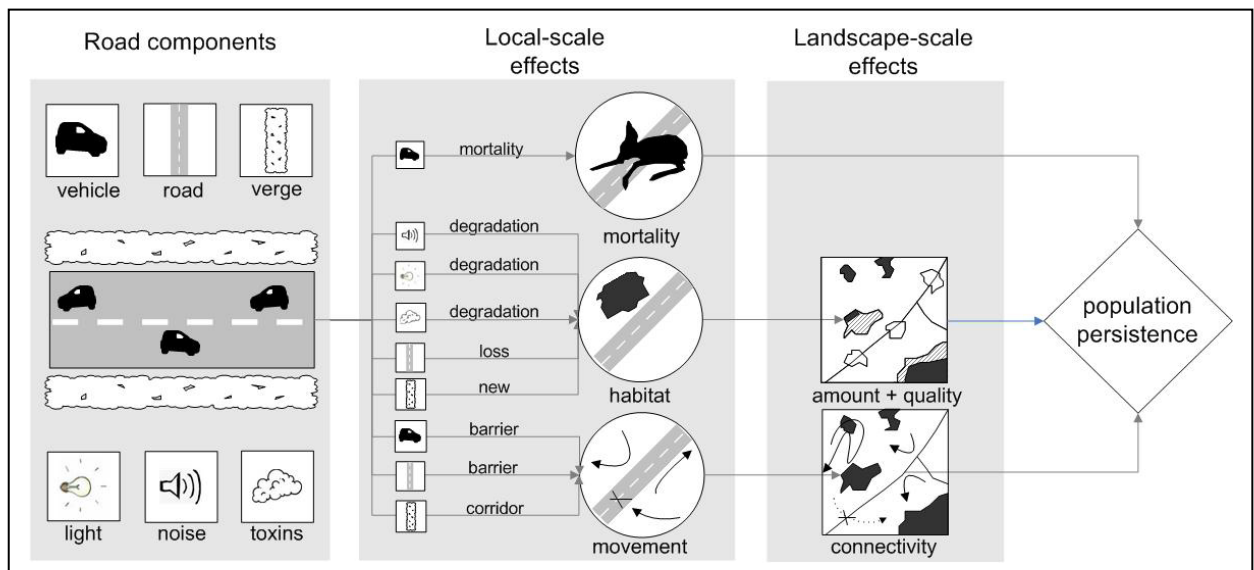 Road components
Local-scale
effects
Landscape-scale
effects
vehicle
road
verge
light
noise
toxins
mortality
degradation
degradation
degradation
loss
new
barrier
barrier
corridor
mortality
habitat
movement
amount + quality
connectivity
population
persistence